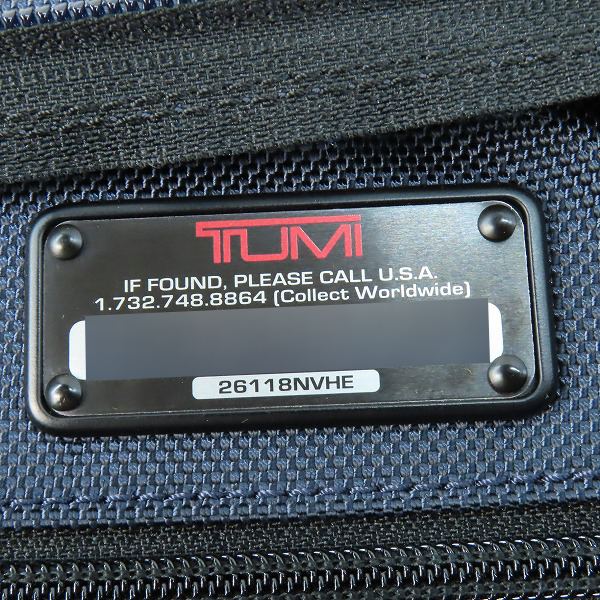 TUMI
IF FOUND, PLEASE CALL U.S.A.
1.732.748.8864 (Collect Worldwide)
26118NVHE